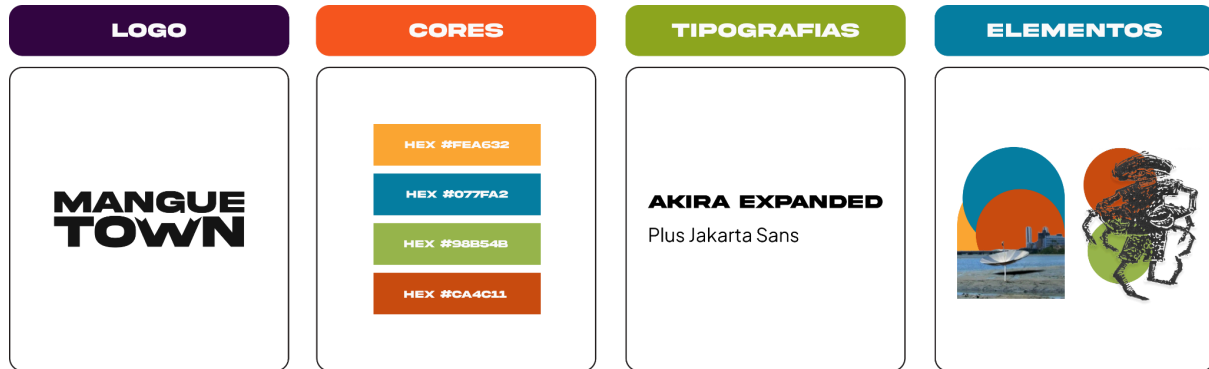 LOGO
CORES
TIPOGRAFIAS
ELEMENTOS
MANGUE
TOWN
HEX #FEA632
HEX #077FA2
HEX #98B54B
HEX #CA4C11
AKIRA EXPANDED
Plus Jakarta Sans